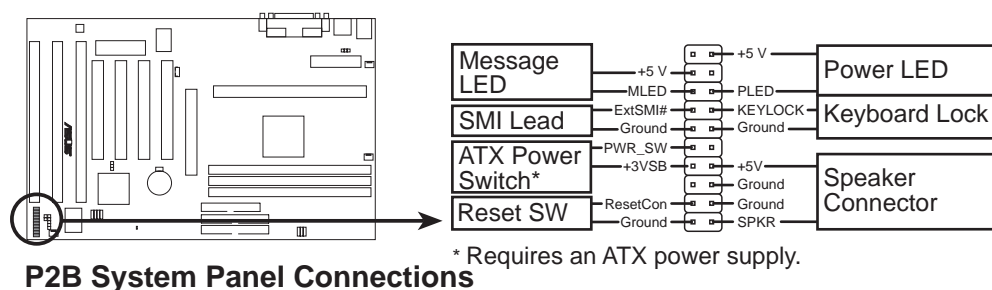 ASUS
Message
LED
SMI Lead
ATX Power
Switch*
Reset SW
+5 V
MLED
ExtSMI#
Ground
PWR_SW
+3VSB
ResetCon
Ground
+5 V
PLED
KEYLOCK
Ground
+5V
Ground
Ground
SPKR
Power LED
Keyboard Lock
Speaker
Connector
* Requires an ATX power supply.
P2B System Panel Connections